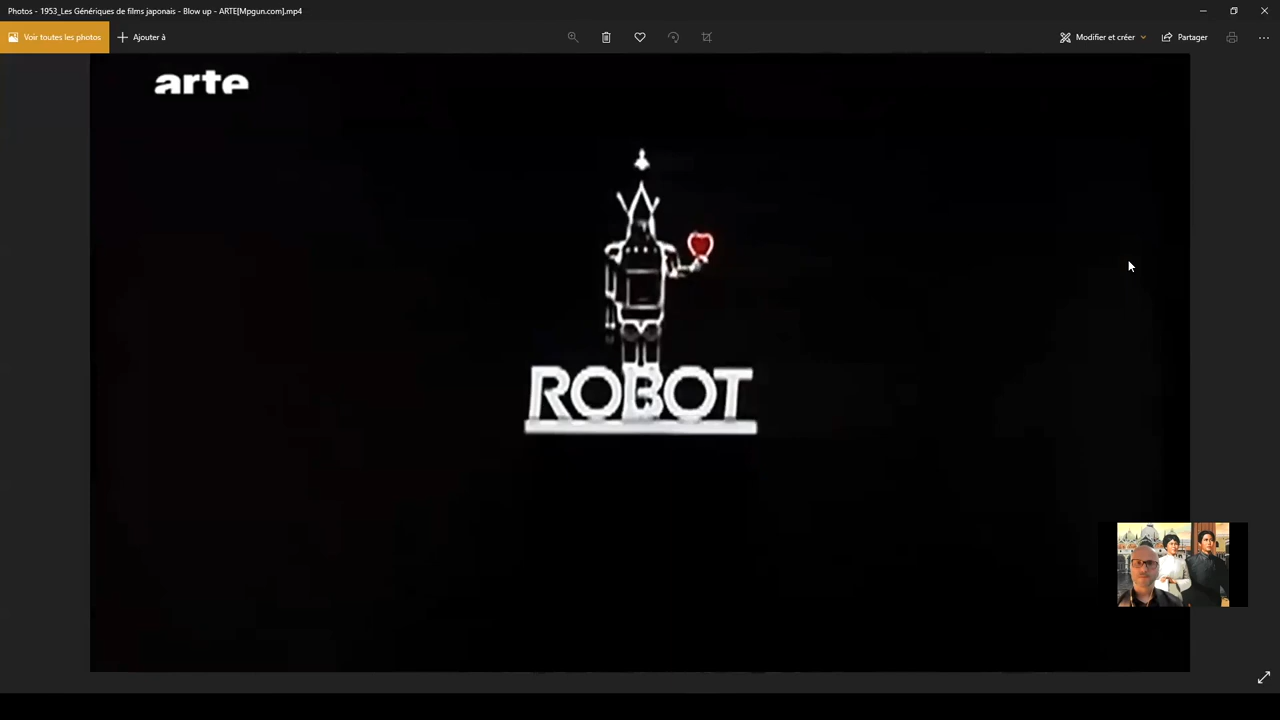 Photos - 1953_Les Génériques de films japonais - Blow up - ARTE[Mpgun.com].mp4
Voir toutes les photos
Ajouter à
Modifier et créer
Partager
arte
ROBOT